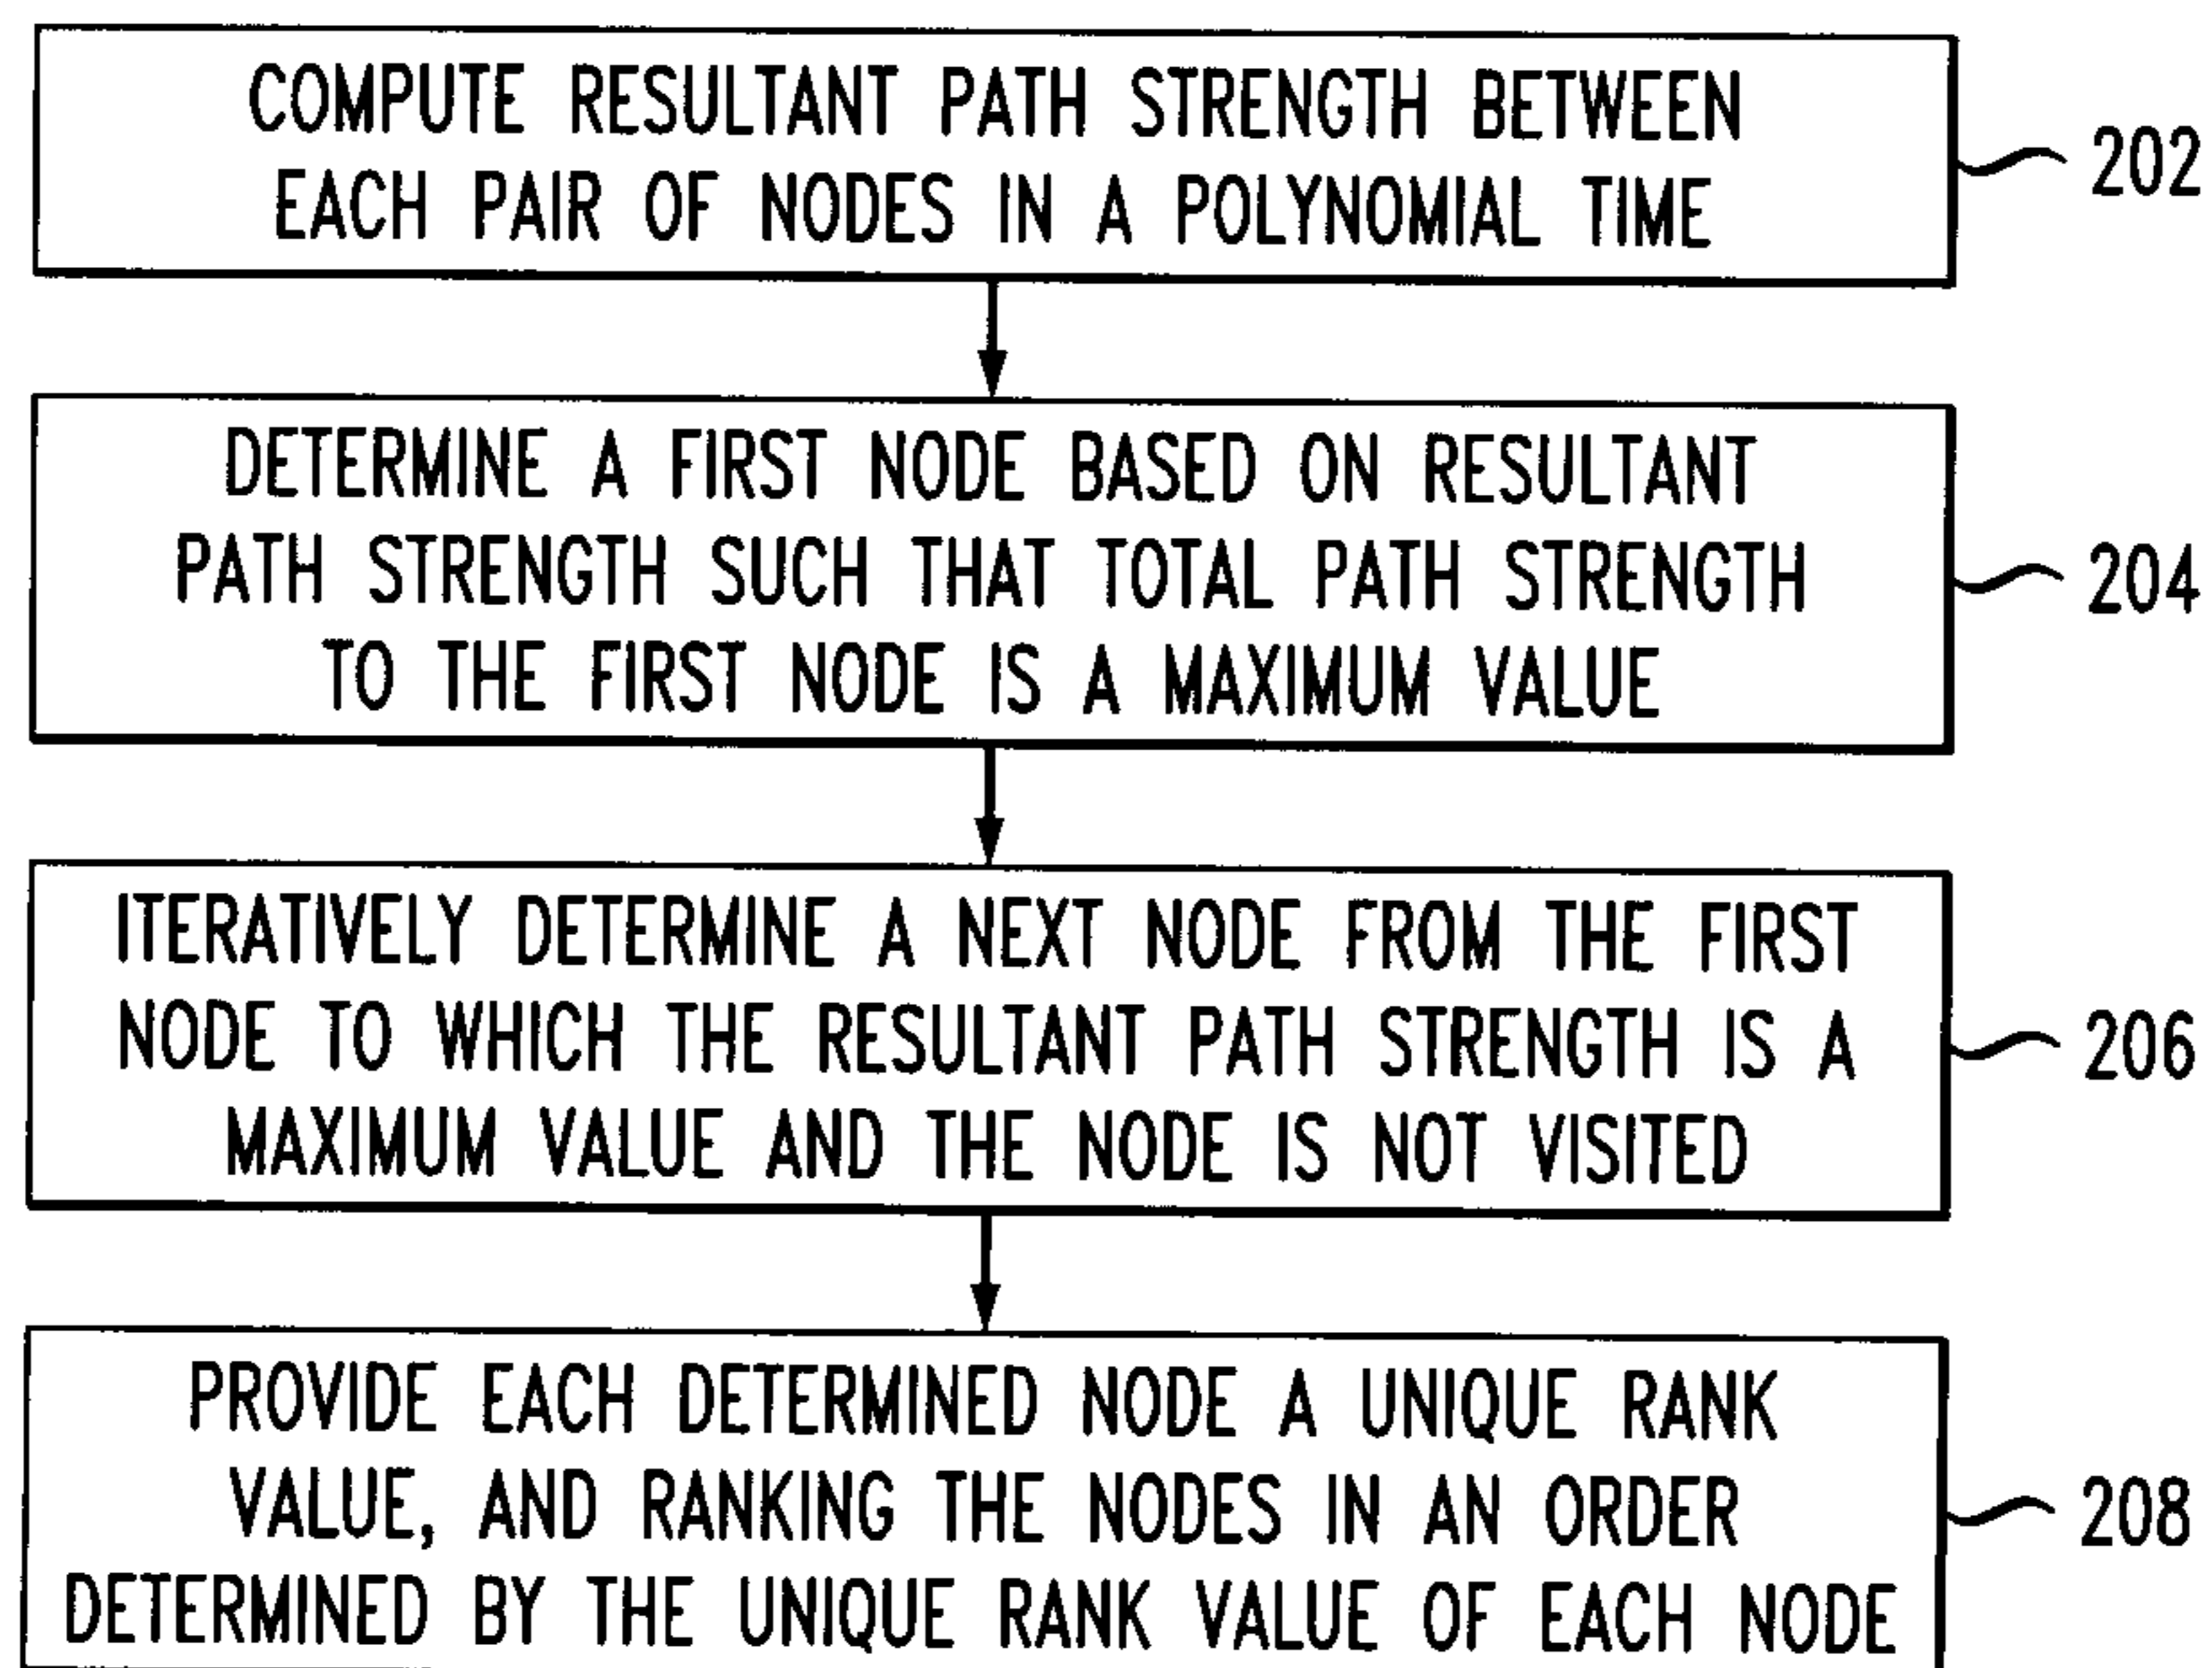 COMPUTE RESULTANT PATH STRENGTH BETWEEN
EACH PAIR OF NODES IN A POLYNOMIAL TIME
202
DETERMINE A FIRST NODE BASED ON RESULTANT
PATH STRENGTH SUCH THAT TOTAL PATH STRENGTH
TO THE FIRST NODE IS A MAXIMUM VALUE
204
ITERATIVELY DETERMINE A NEXT NODE FROM THE FIRST
NODE TO WHICH THE RESULTANT PATH STRENGTH IS A
MAXIMUM VALUE AND THE NODE IS NOT VISITED
206
PROVIDE EACH DETERMINED NODE A UNIQUE RANK
VALUE, AND RANKING THE NODES IN AN ORDER
DETERMINED BY THE UNIQUE RANK VALUE OF EACH NODE
208